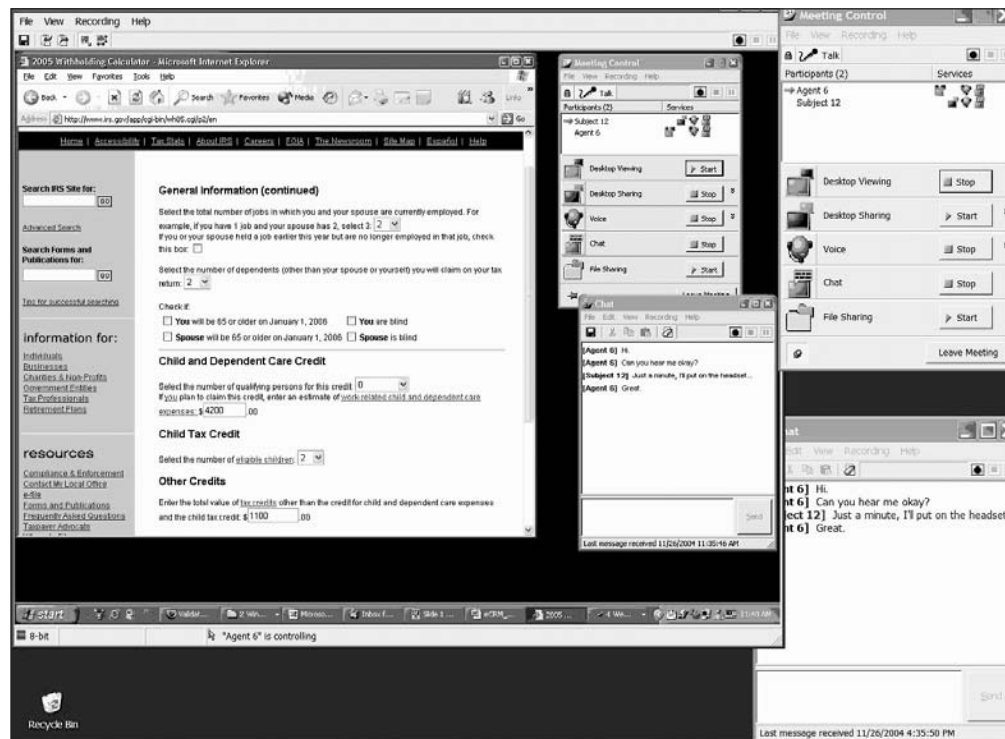 File View Recording Help
2005 Withholding Calculator - Microsoft Internet Explorer
File Edit View Favorites Tools Help
Back Search Favorites Media
Address http://www.irs.gov/app/cgi-bin/wh05.cgi/p2/en Go
Home | Accessibility | Tax Stats | About IRS | Careers | FOIA | The Newsroom | Site Map | Español | Help
Search IRS Site for:
GO
Advanced Search
Search Forms and
Publications for:
GO
Tips for successful searching
information for:
Individuals
Businesses
Charities & Non-Profits
Government Entities
Tax Professionals
Retirement Plans
resources
Compliance & Enforcement
Contact My Local Office
e-file
Forms and Publications
Frequently Asked Questions
Taxpayer Advocate
General Information (continued)
Select the total number of jobs in which you and your spouse are currently employed. For
example, if you have 1 job and your spouse has 2, select 3: 2
If you or your spouse held a job earlier this year but are no longer employed in that job, check
this box:
Select the number of dependents (other than your spouse or yourself) you will claim on your tax
return: 2
Check if:
You will be 65 or older on January 1, 2006 You are blind
Spouse will be 65 or older on January 1, 2006 Spouse is blind
Child and Dependent Care Credit
Select the number of qualifying persons for this credit: 0
If you plan to claim this credit, enter an estimate of work related child and dependent care
expenses: $ 4200 .00
Child Tax Credit
Select the number of eligible children: 2
Other Credits
Enter the total value of tax credits other than the credit for child and dependent care expenses
and the child tax credit: $ 1100 .00
Meeting Control
File View Recording Help
Talk
Participants (2) Services
Subject 12
Agent 6
Desktop Viewing Start
Desktop Sharing Stop
Voice Stop
Chat Stop
File Sharing Start
Leave Meeting
Chat
File Edit View Recording Help
[Agent 6] Hi.
[Agent 6] Can you hear me okay?
[Subject 12] Just a minute, I'll put on the headset...
[Agent 6] Great.
Send
Last message received 11/26/2004 11:35:46 AM
start Validat... 2 Win... Microso... Inbox f... Slide 1 ... eCRM_... 2005 ... 4 We...
8-bit "Agent 6" is controlling
Meeting Control
File View Recording Help
Talk
Participants (2) Services
Agent 6
Subject 12
Desktop Viewing Stop
Desktop Sharing Start
Voice Stop
Chat Stop
File Sharing Start
Leave Meeting
hat
Edit View Recording Help
nt 6] Hi.
nt 6] Can you hear me okay?
ject 12] Just a minute, I'll put on the headset
nt 6] Great.
Send
Last message received 11/26/2004 4:35:50 PM
Recycle Bin